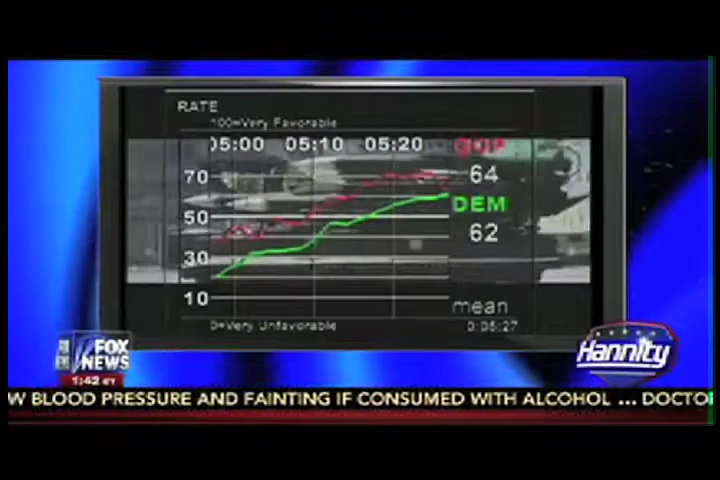 RATE
100=Very Favorable
05:00 05:10 05:20 GOP
70 64
DEM
50 62
30
10 mean
0=Very Unfavorable 0:05:27
FOX
NEWS
1:42 ET
Hannity
W BLOOD PRESSURE AND FAINTING IF CONSUMED WITH ALCOHOL ... DOCTO